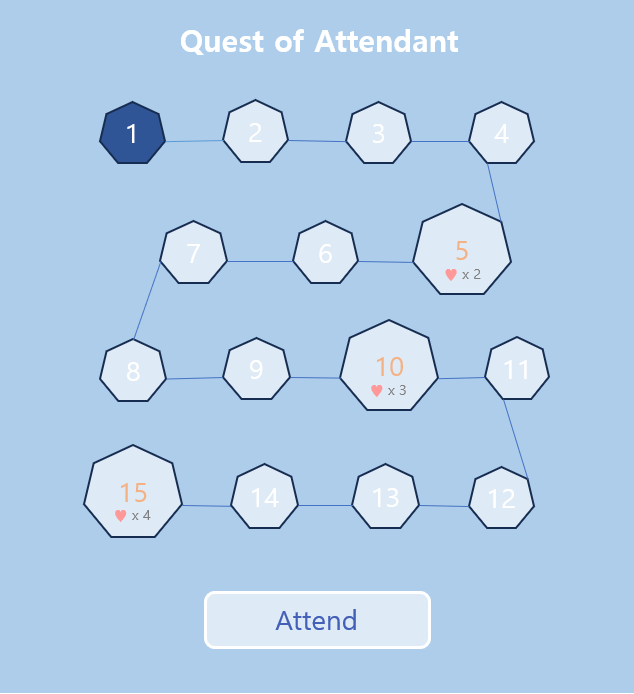 Quest of Attendant
1 2 3 4
7 6 5
♥ x 2
8 9 10 11
♥ x 3
15 14 13 12
♥ x 4
Attend